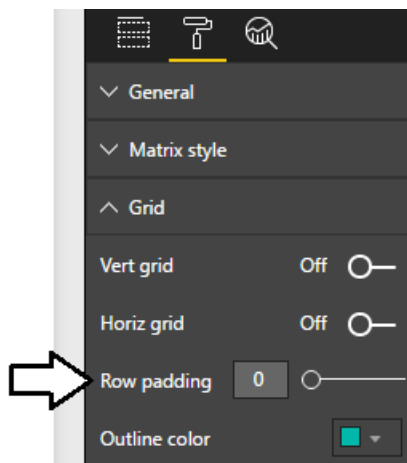 General
Matrix style
Grid
Vert grid Off
Horiz grid Off
Row padding 0
Outline color